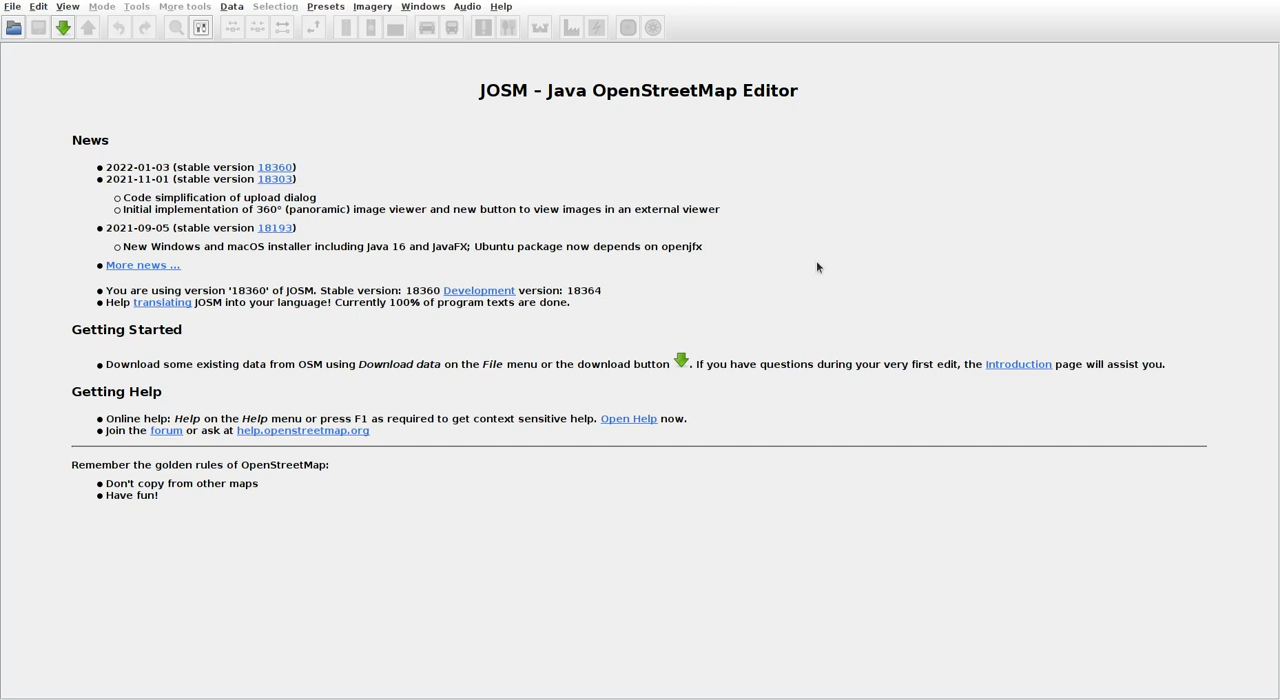 File Edit View Mode Tools More tools Data Selection Presets Imagery Windows Audio Help
JOSM – Java OpenStreetMap Editor
News
2022-01-03 (stable version 18360)
2021-11-01 (stable version 18303)
Code simplification of upload dialog
Initial implementation of 360° (panoramic) image viewer and new button to view images in an external viewer
2021-09-05 (stable version 18193)
New Windows and macOS installer including Java 16 and JavaFX; Ubuntu package now depends on openjfx
More news ...
You are using version '18360' of JOSM. Stable version: 18360 Development version: 18364
Help translating JOSM into your language! Currently 100% of program texts are done.
Getting Started
Download some existing data from OSM using Download data on the File menu or the download button . If you have questions during your very first edit, the Introduction page will assist you.
Getting Help
Online help: Help on the Help menu or press F1 as required to get context sensitive help. Open Help now.
Join the forum or ask at help.openstreetmap.org
Remember the golden rules of OpenStreetMap:
Don't copy from other maps
Have fun!